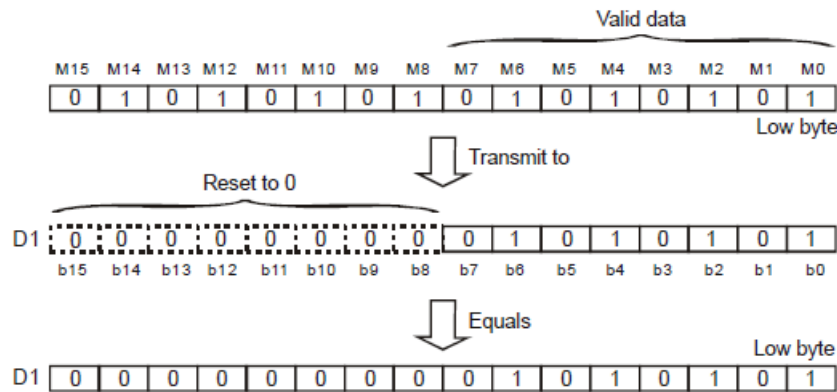 Valid data
M15 M14 M13 M12 M11 M10 M9 M8 M7 M6 M5 M4 M3 M2 M1 M0
0 1 0 1 0 1 0 1 0 1 0 1 0 1 0 1
Low byte
Transmit to
Reset to 0
D1 0 0 0 0 0 0 0 0 0 1 0 1 0 1 0 1
b15 b14 b13 b12 b11 b10 b9 b8 b7 b6 b5 b4 b3 b2 b1 b0
Equals
Low byte
D1 0 0 0 0 0 0 0 0 0 1 0 1 0 1 0 1